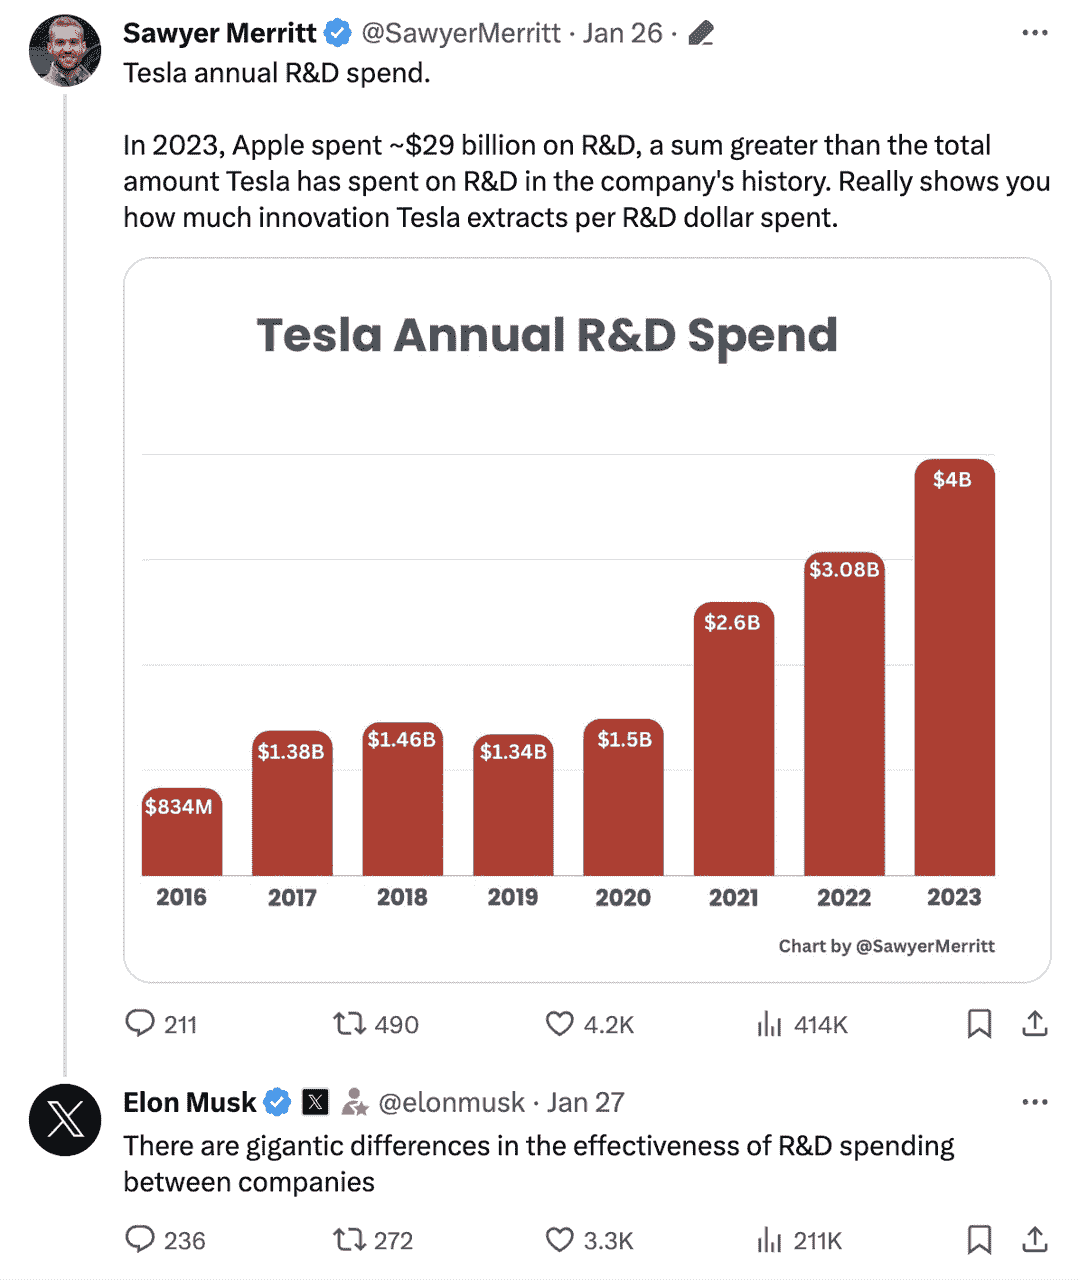 Sawyer Merritt @SawyerMerritt · Jan 26 ·
Tesla annual R&D spend.
In 2023, Apple spent ~$29 billion on R&D, a sum greater than the total
amount Tesla has spent on R&D in the company's history. Really shows you
how much innovation Tesla extracts per R&D dollar spent.
Tesla Annual R&D Spend
$834M
$1.38B
$1.46B
$1.34B
$1.5B
$2.6B
$3.08B
$4B
2016 2017 2018 2019 2020 2021 2022 2023
Chart by @SawyerMerritt
211 490 4.2K 414K
Elon Musk X @elonmusk · Jan 27
There are gigantic differences in the effectiveness of R&D spending
between companies
236 272 3.3K 211K